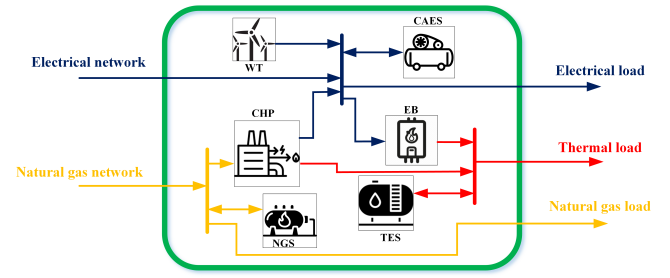 CAES
WT
Electrical network
Electrical load
CHP
EB
Thermal load
Natural gas network
Natural gas load
NGS
TES